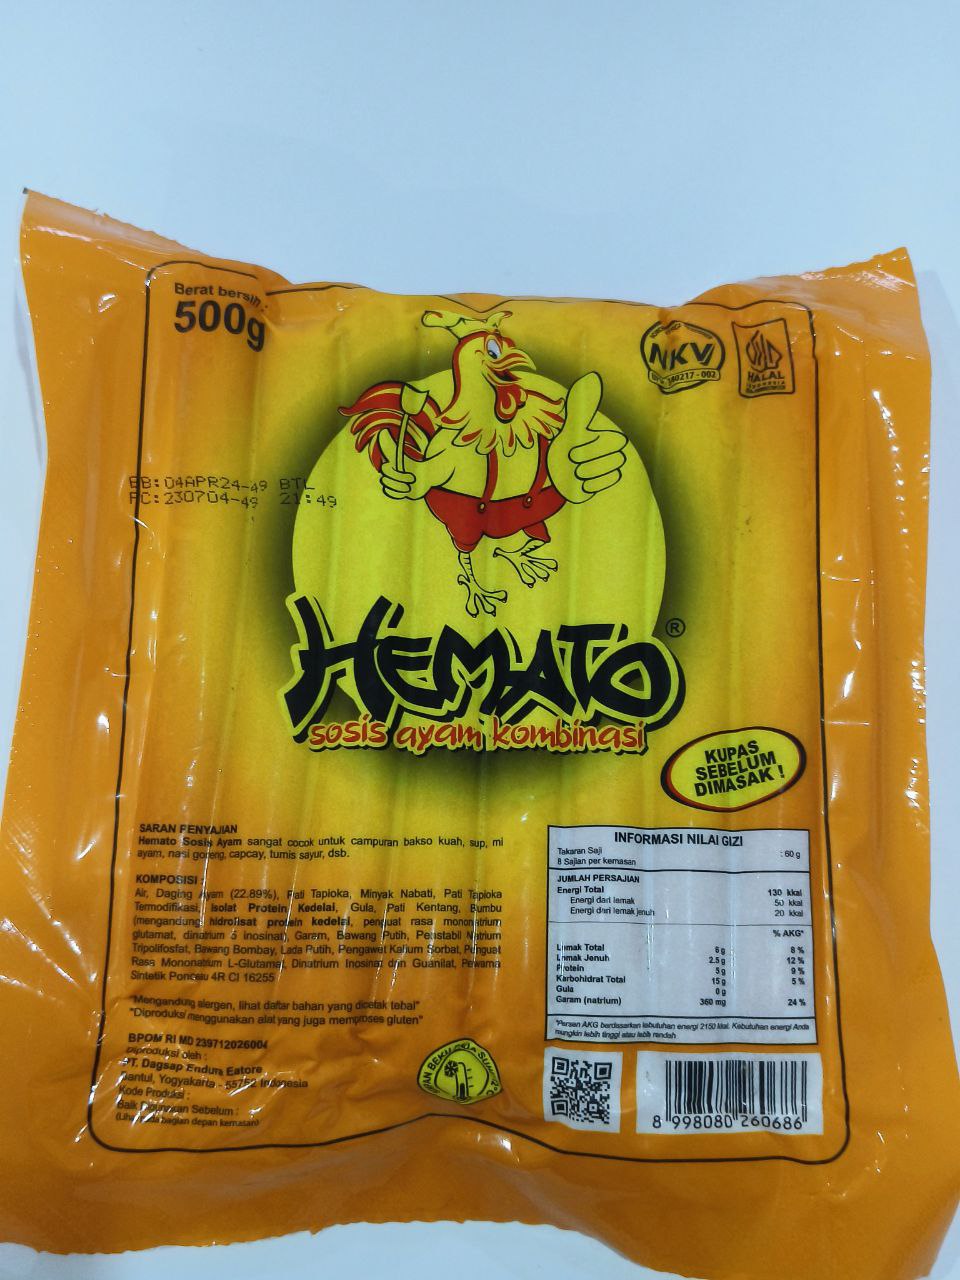 Berat bersih :
500g
NKV
HALAL
INDONESIA
BB:04APR24-49 BTL
PC:230704-49 21:49
HEMATO®
sosis ayam kombinasi
KUPAS
SEBELUM
DIMASAK !
SARAN PENYAJIAN
Hemato Sosis Ayam sangat cocok untuk campuran bakso kuah, sup, mi
ayam, nasi goreng, capcay, tumis sayur, dsb.
KOMPOSISI :
Air, Daging Ayam (22.89%), Pati Tapioka, Minyak Nabati, Pati Tapioka
Termodifikasi, Isolat Protein Kedelai, Gula, Pati Kentang, Bumbu
(mengandung hidrolisat protein kedelai, penguat rasa mononatrium
glutamat, dinatrium 5 inosinat), Garam, Bawang Putih, Penstabil Natrium
Tripolifosfat, Bawang Bombay, Lada Putih, Pengawet Kalium Sorbat, Penguat
Rasa Mononatrium L-Glutamat, Dinatrium Inosinat dan Guanilat, Pewarna
Sintetik Ponceau 4R CI 16255
"Mengandung alergen, lihat daftar bahan yang dicetak tebal"
"Diproduksi menggunakan alat yang juga memproses gluten"
BPOM RI MD 239712026004
Diproduksi oleh :
PT. Dagsap Endura Eatore
Bantul, Yogyakarta - 55752 Indonesia
Kode Produksi :
Baik Digunakan Sebelum :
(Lihat pada bagian depan kemasan)
INFORMASI NILAI GIZI
Takaran Saji : 60 g
8 Sajian per kemasan
JUMLAH PERSAJIAN
Energi Total 130 kkal
Energi dari lemak 50 kkal
Energi dari lemak jenuh 20 kkal
% AKG*
Lemak Total 6 g 8 %
Lemak Jenuh 2.5 g 12 %
Protein 5 g 9 %
Karbohidrat Total 15 g 5 %
Gula 0 g
Garam (natrium) 360 mg 24 %
*Persen AKG berdasarkan kebutuhan energi 2150 kkal. Kebutuhan energi Anda
mungkin lebih tinggi atau lebih rendah
8 998080 260686